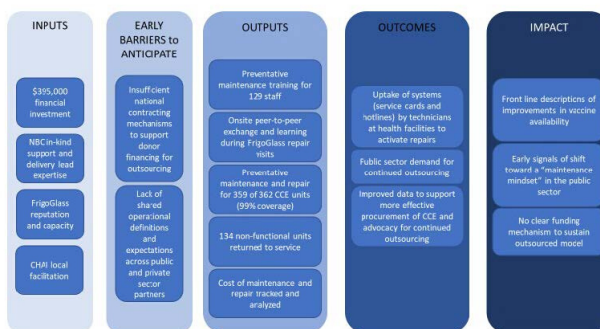 INPUTS
$395,000
financial
investment
NBC in-kind
support and
delivery lead
expertise
FrigoGlass
reputation
and capacity
CHAI local
facilitation
EARLY
BARRIERS to
ANTICIPATE
Insufficient
national
contracting
mechanisms
to support
donor
financing for
outsourcing
Lack of
shared
operational
definitions
and
expectations
across public
and private
sector
partners
OUTPUTS
Preventative
maintenance training for
129 staff
Onsite peer-to-peer
exchange and learning
during FrigoGlass repair
visits
Preventative
maintenance and repair
for 359 of 362 CCE units
(99% coverage)
134 non-functional units
returned to service
Cost of maintenance and
repair tracked and
analyzed
OUTCOMES
Uptake of systems
(service cards and
hotlines) by technicians
at health facilities to
activate repairs
Public sector demand for
continued outsourcing
Improved data to support
more effective
procurement of CCE and
advocacy for continued
outsourcing
IMPACT
Front line descriptions of
improvements in vaccine
availability
Early signals of shift
toward a "maintenance
mindset" in the public
sector
No clear funding
mechanism to sustain
outsourced model